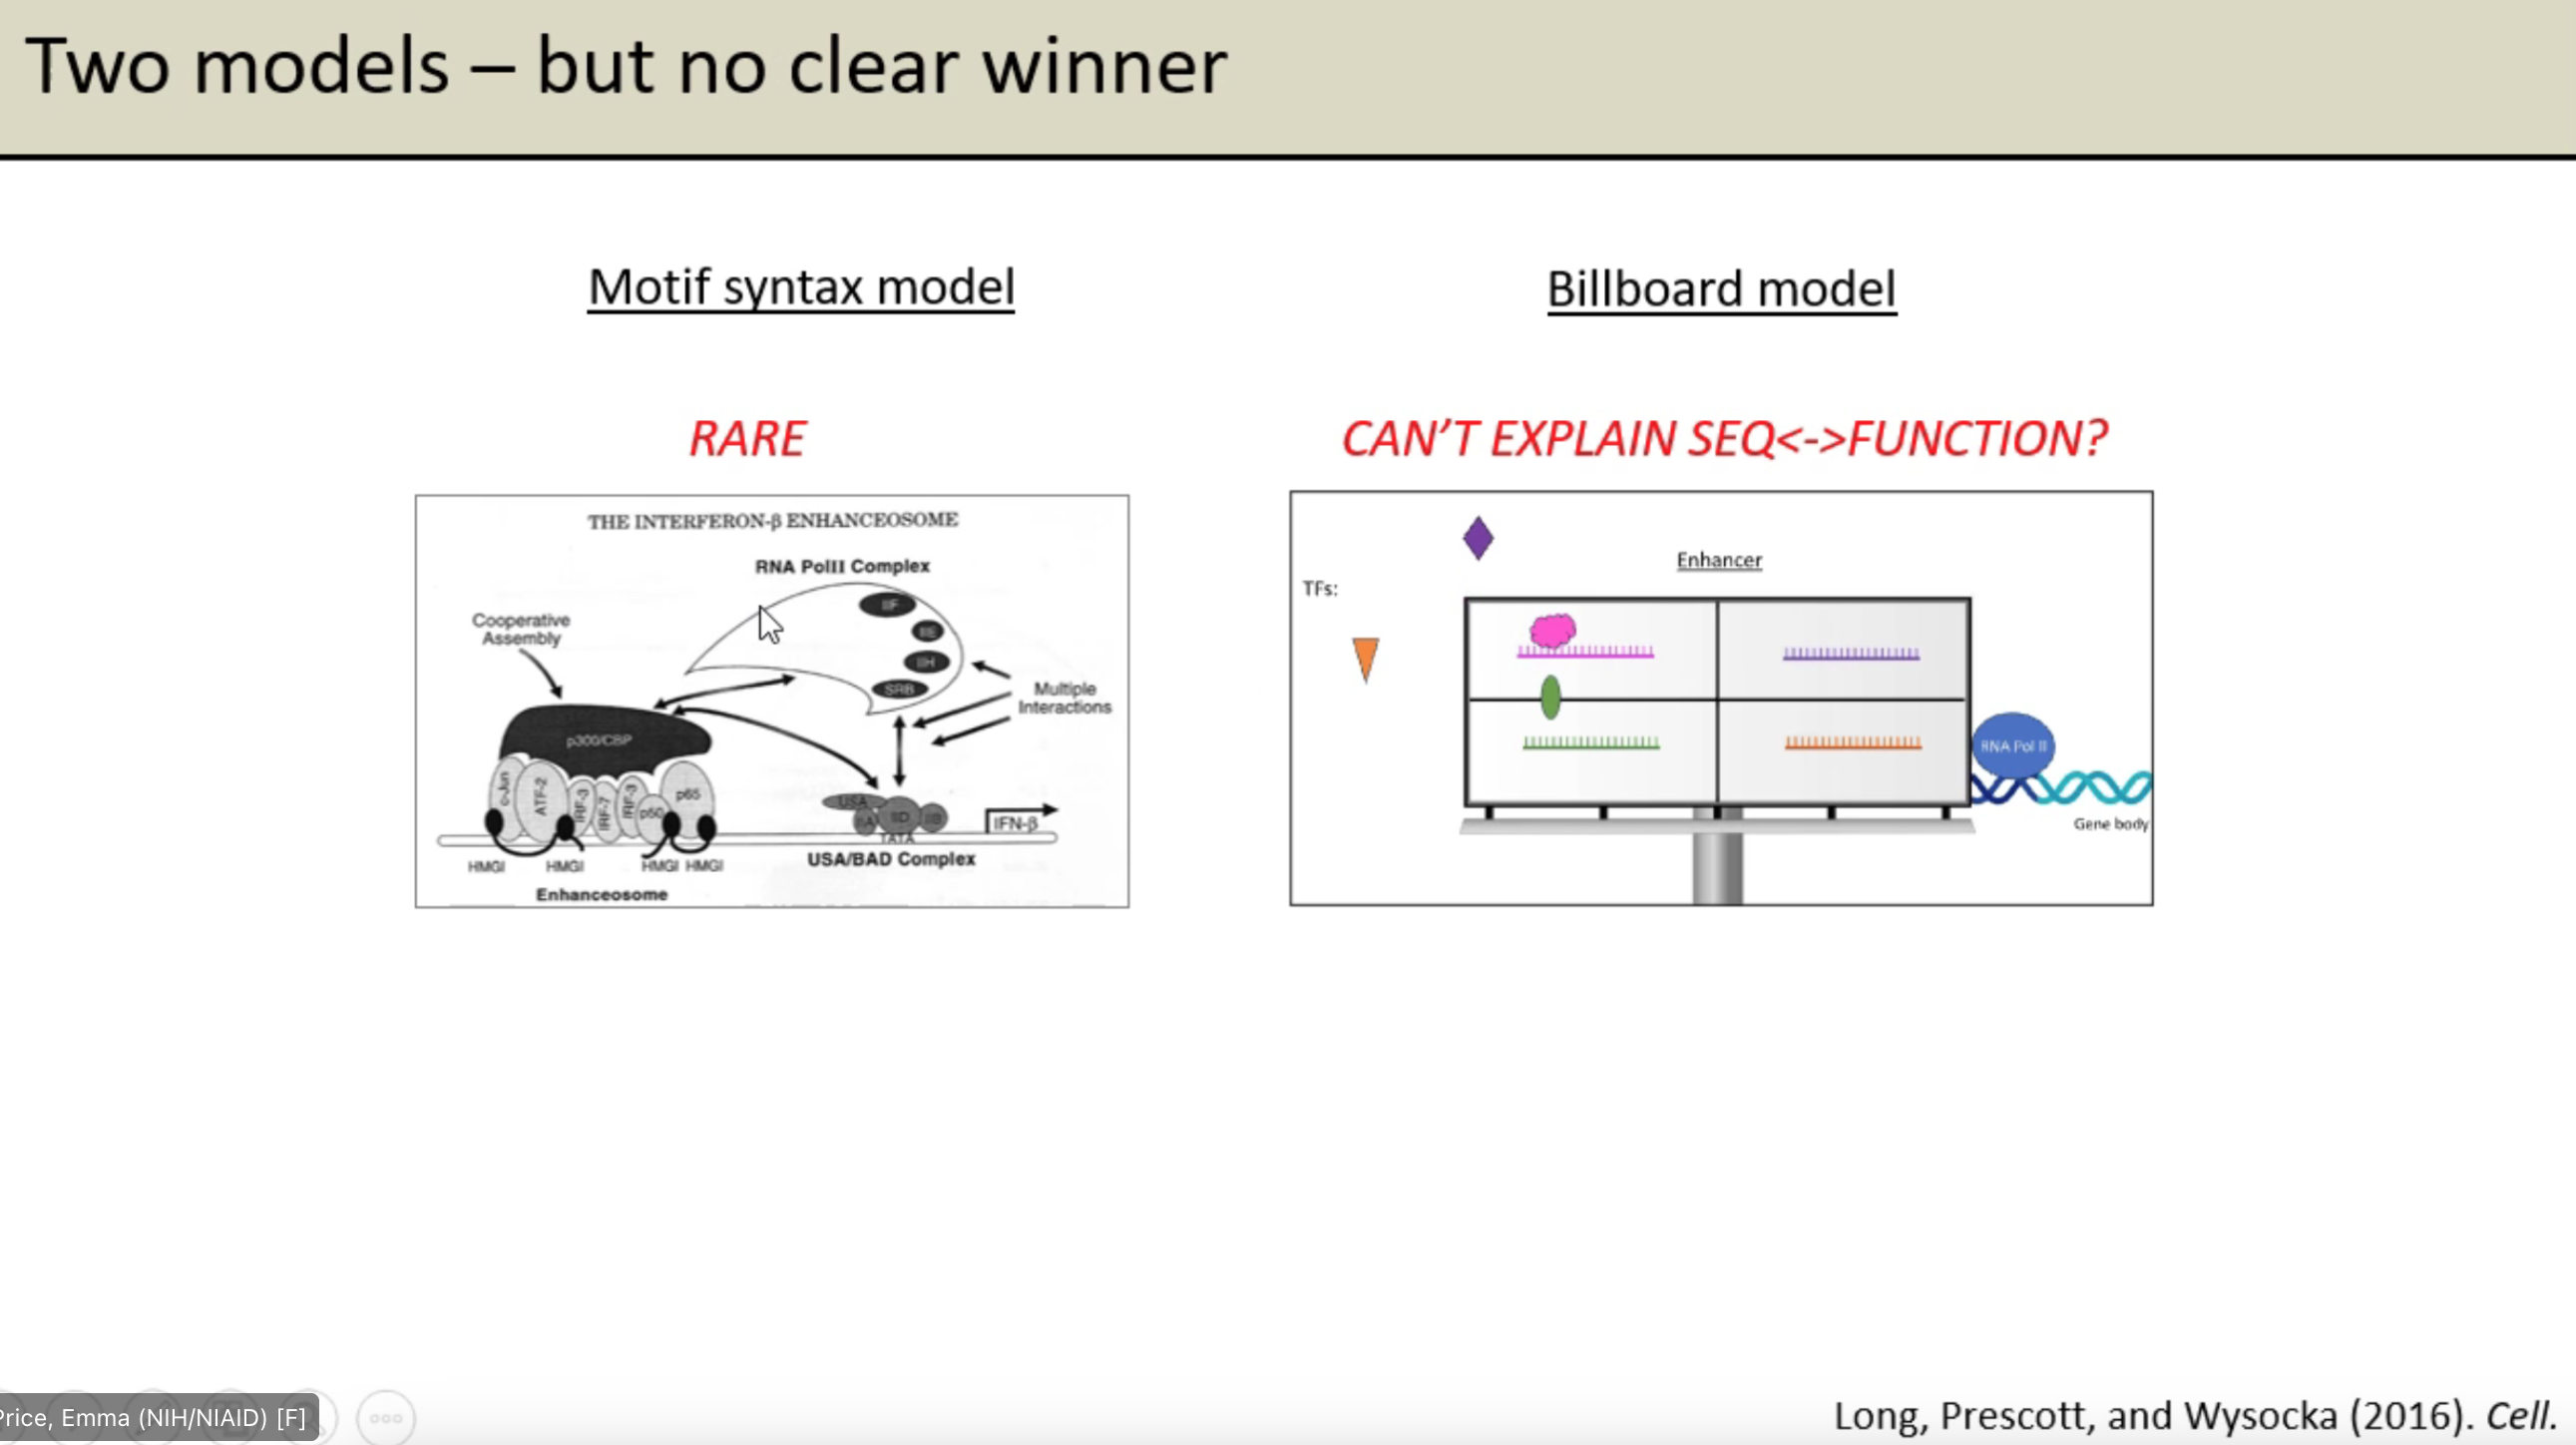 Two models – but no clear winner
Motif syntax model
Billboard model
RARE
CAN'T EXPLAIN SEQ<->FUNCTION?
THE INTERFERON-β ENHANCEOSOME
RNA PolII Complex
IIF
IIE
IIH
SRB
Cooperative
Assembly
Multiple
Interactions
p300/CBP
c-Jun
ATF-2
IRF-3
IRF-7
IRF-3
p50
p65
USA
IIA
IID
IIB
TATA
IFN-β
HMGI
HMGI
HMGI
HMGI
USA/BAD Complex
Enhanceosome
TFs:
Enhancer
RNA Pol II
Gene body
Price, Emma (NIH/NIAID) [F]
Long, Prescott, and Wysocka (2016). Cell.